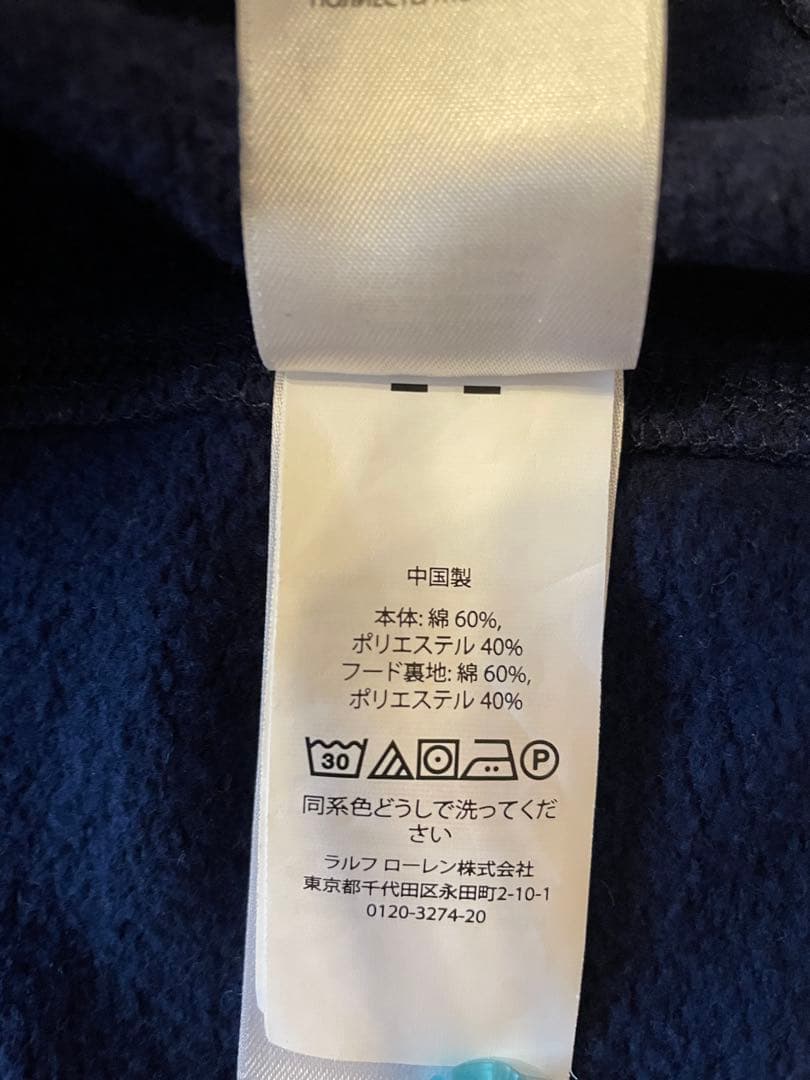 中国製
本体: 綿 60%,
ポリエステル 40%
フード裏地: 綿 60%,
ポリエステル 40%
30 P
同系色どうしで洗ってくだ
さい
ラルフ ローレン株式会社
東京都千代田区永田町2-10-1
0120-3274-20